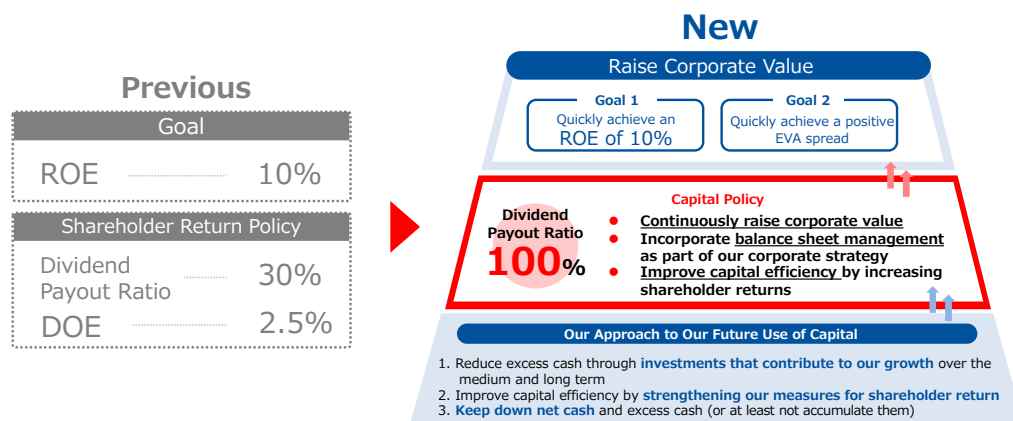 Previous
Goal
ROE 10%
Shareholder Return Policy
Dividend
Payout Ratio 30%
DOE 2.5%
New
Raise Corporate Value
Goal 1
Quickly achieve an
ROE of 10%
Goal 2
Quickly achieve a positive
EVA spread
Dividend
Payout Ratio
100%
Capital Policy
● Continuously raise corporate value
● Incorporate balance sheet management
as part of our corporate strategy
● Improve capital efficiency by increasing
shareholder returns
Our Approach to Our Future Use of Capital
1. Reduce excess cash through investments that contribute to our growth over the
medium and long term
2. Improve capital efficiency by strengthening our measures for shareholder return
3. Keep down net cash and excess cash (or at least not accumulate them)